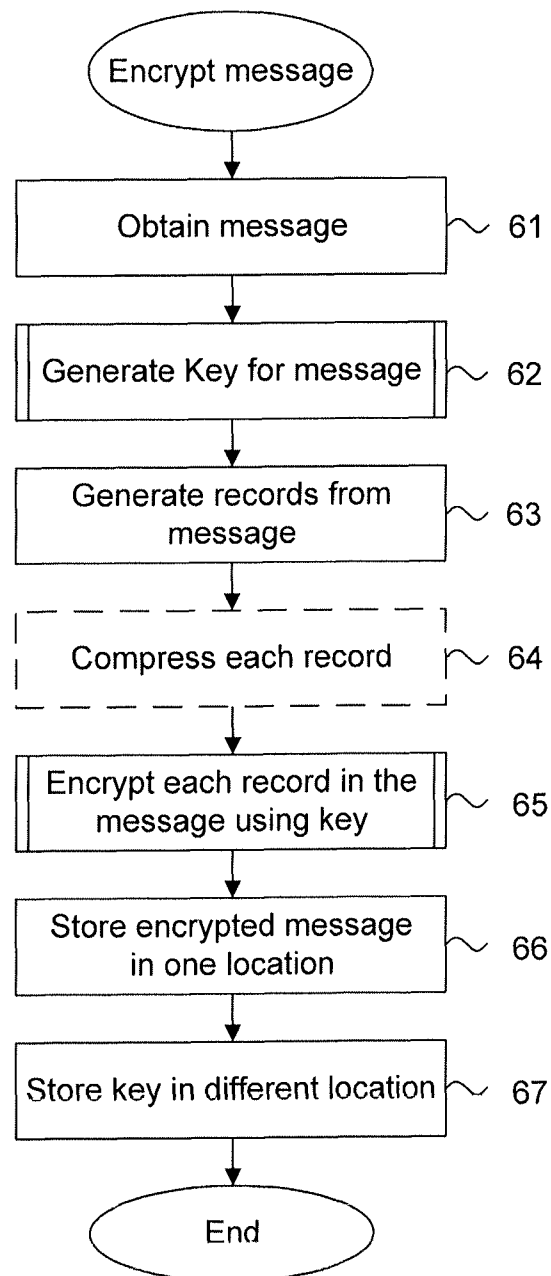 Encrypt message
Obtain message
61
Generate Key for message
62
Generate records from
message
63
Compress each record
64
Encrypt each record in the
message using key
65
Store encrypted message
in one location
66
Store key in different location
67
End